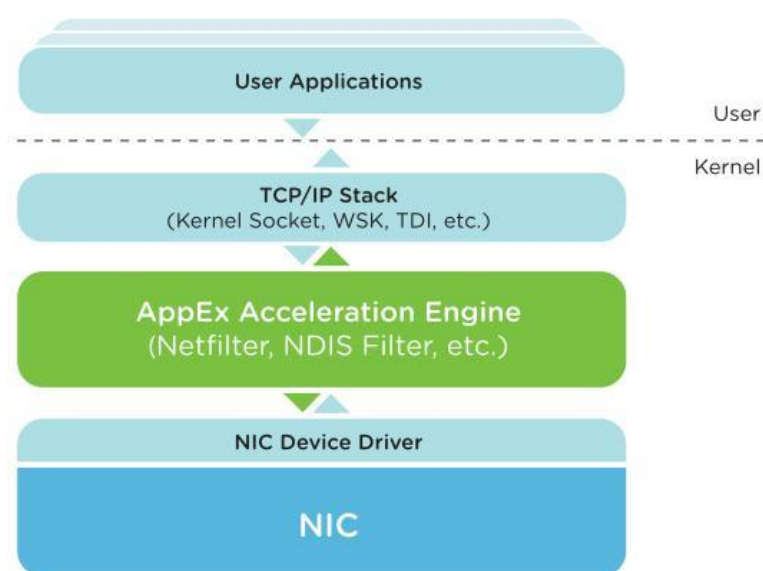 User Applications
User
Kernel
TCP/IP Stack
(Kernel Socket, WSK, TDI, etc.)
AppEx Acceleration Engine
(Netfilter, NDIS Filter, etc.)
NIC Device Driver
NIC